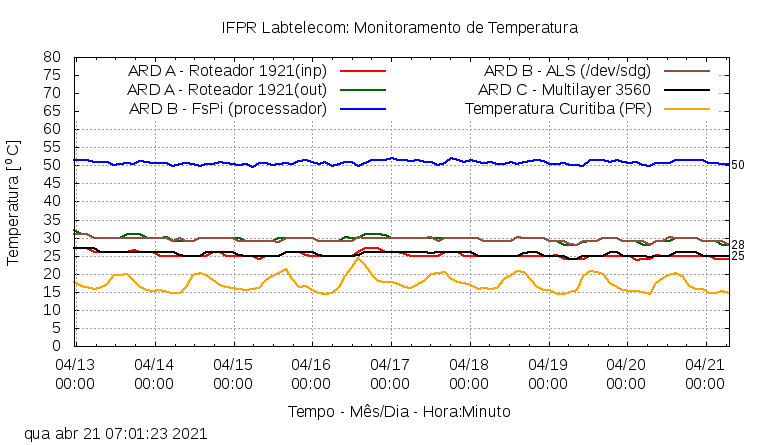 IFPR Labtelecom: Monitoramento de Temperatura
ARD A - Roteador 1921(inp)
ARD A - Roteador 1921(out)
ARD B - FsPi (processador)
ARD B - ALS (/dev/sdg)
ARD C - Multilayer 3560
Temperatura Curitiba (PR)
Temperatura [ ⁰ C]
80
75
70
65
60
55
50
45
40
35
30
25
20
15
10
5
0
50
28
25
04/13 04/14 04/15 04/16 04/17 04/18 04/19 04/20 04/21
00:00 00:00 00:00 00:00 00:00 00:00 00:00 00:00 00:00
Tempo - Mês/Dia - Hora:Minuto
qua abr 21 07:01:23 2021